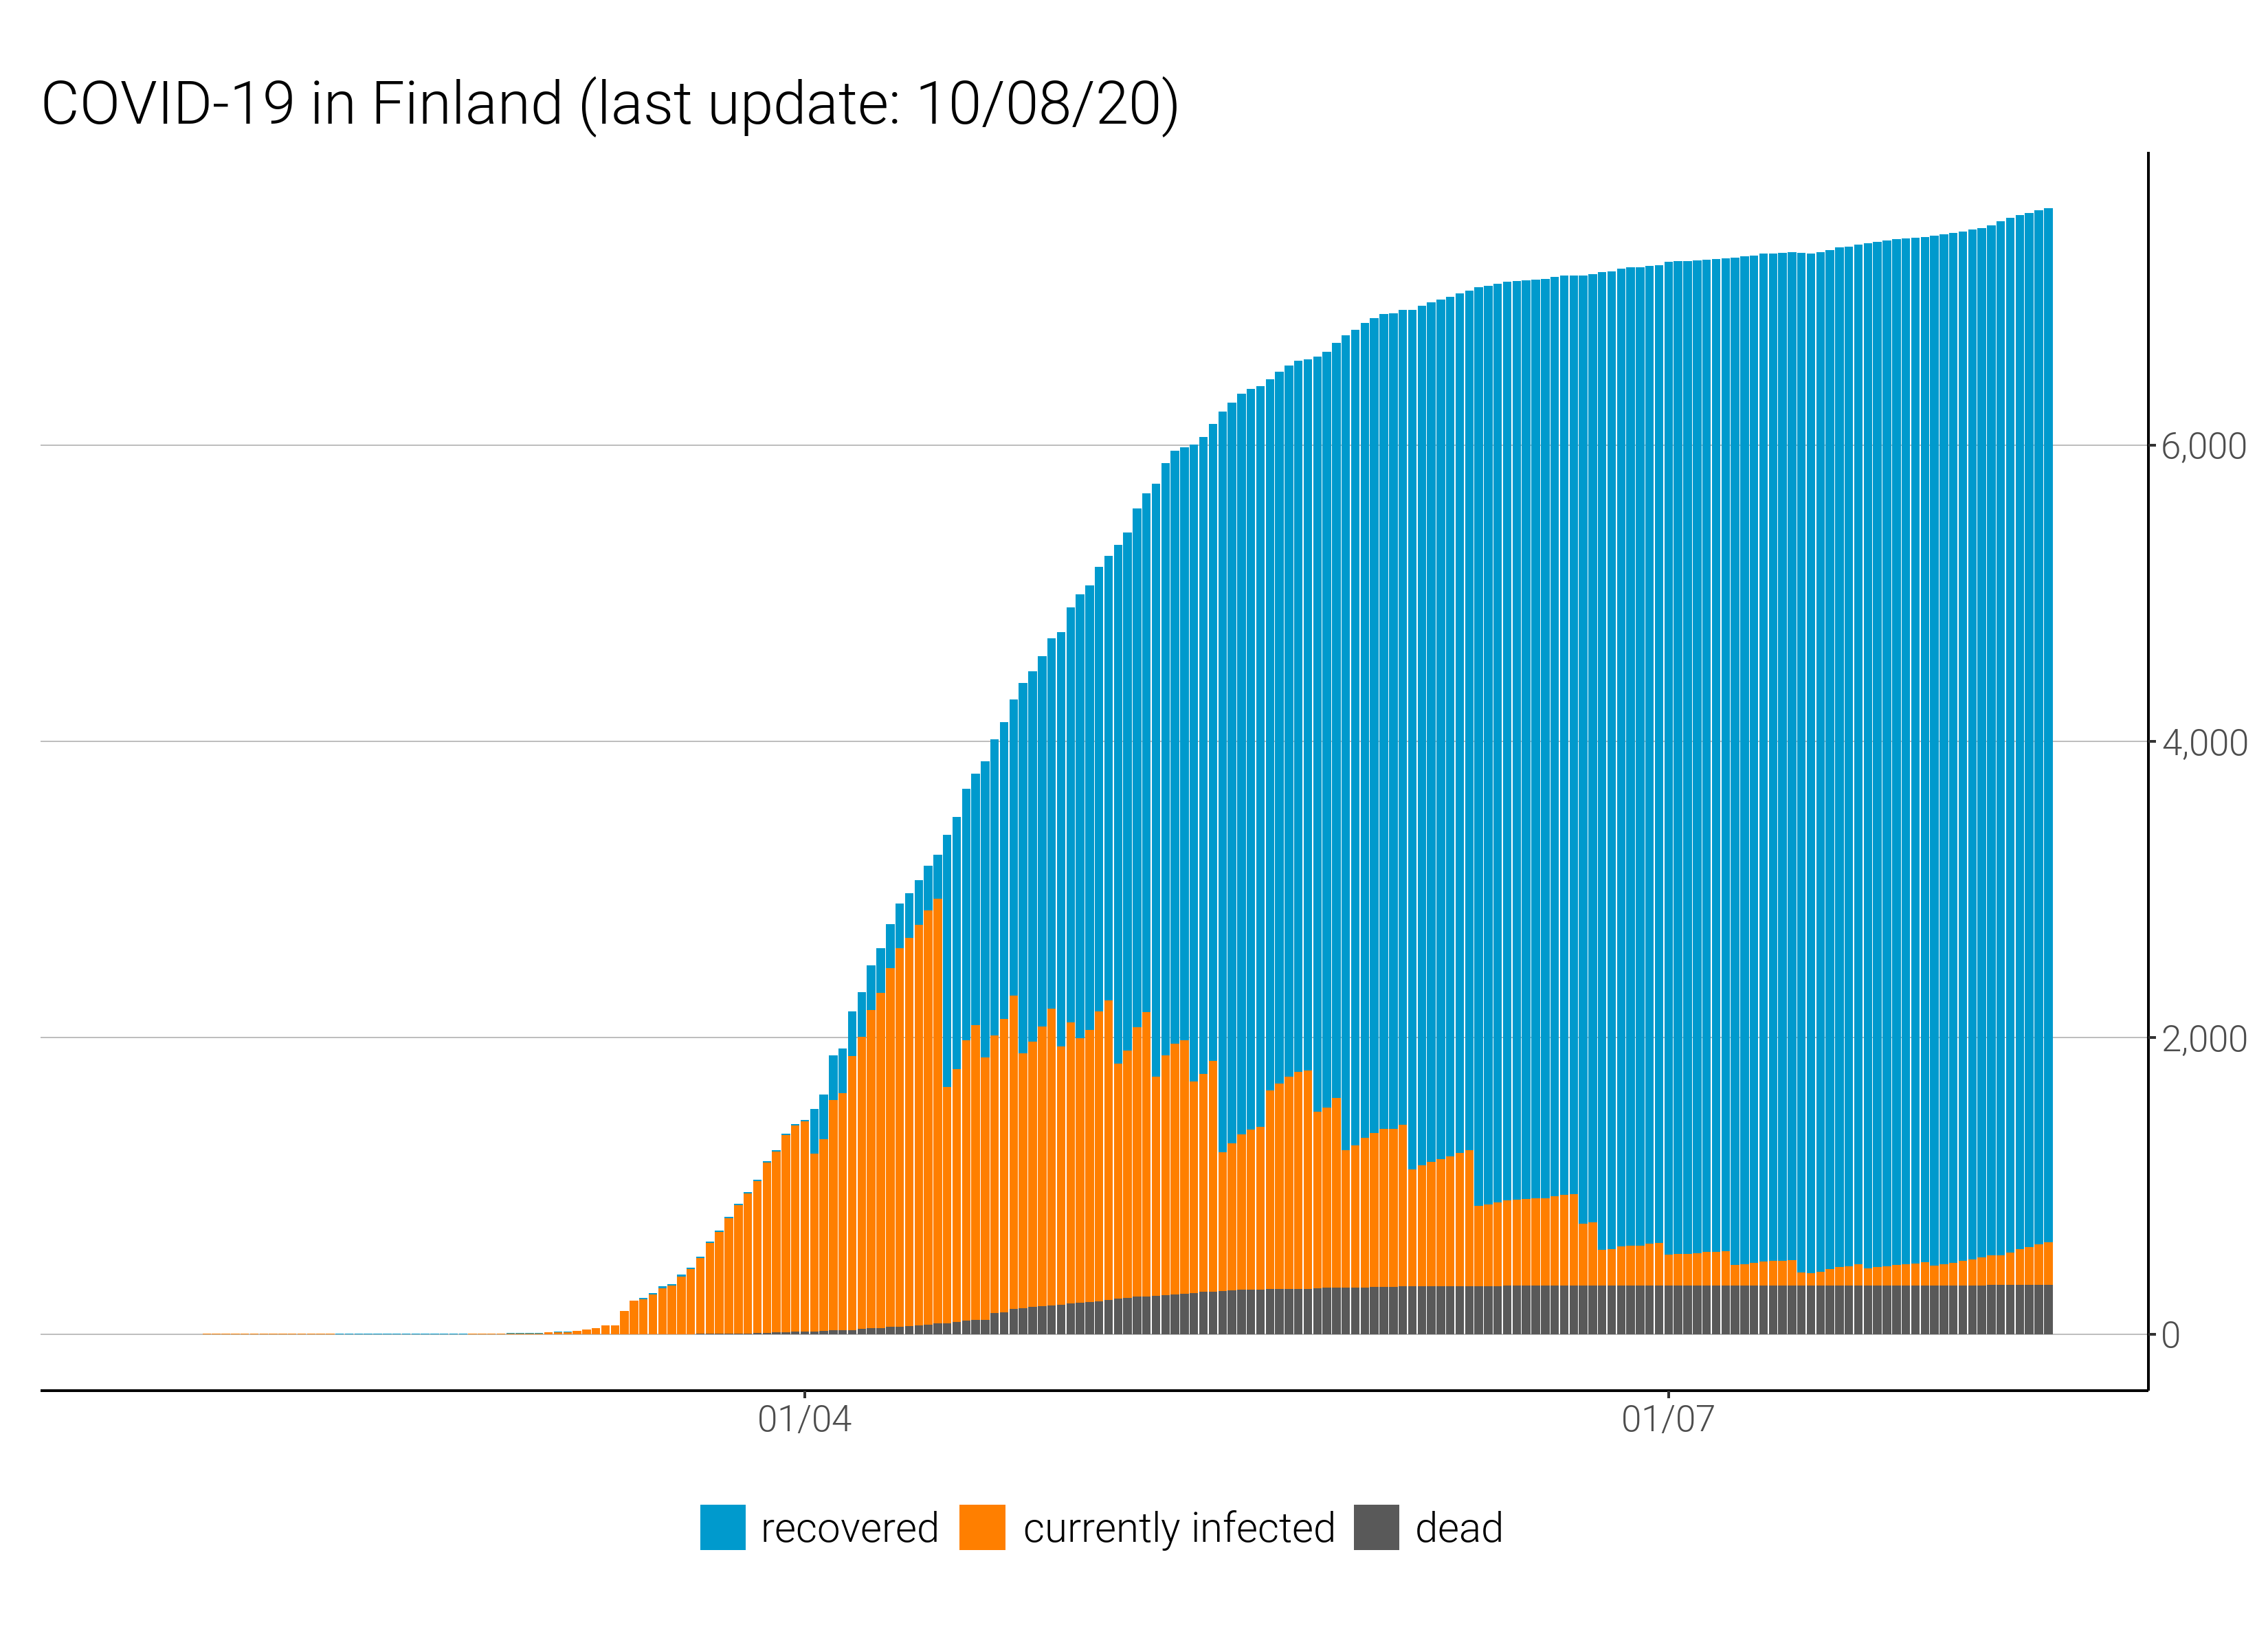 COVID-19 in Finland (last update: 10/08/20)
6,000
4,000
2,000
0
01/04 01/07
recovered currently infected dead